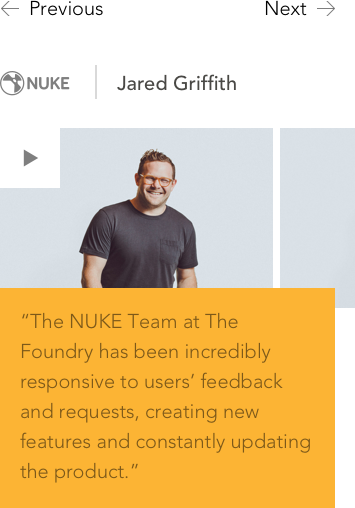 Previous
Next
NUKE
Jared Griffith
“The NUKE Team at The
Foundry has been incredibly
responsive to users’ feedback
and requests, creating new
features and constantly updating
the product.”